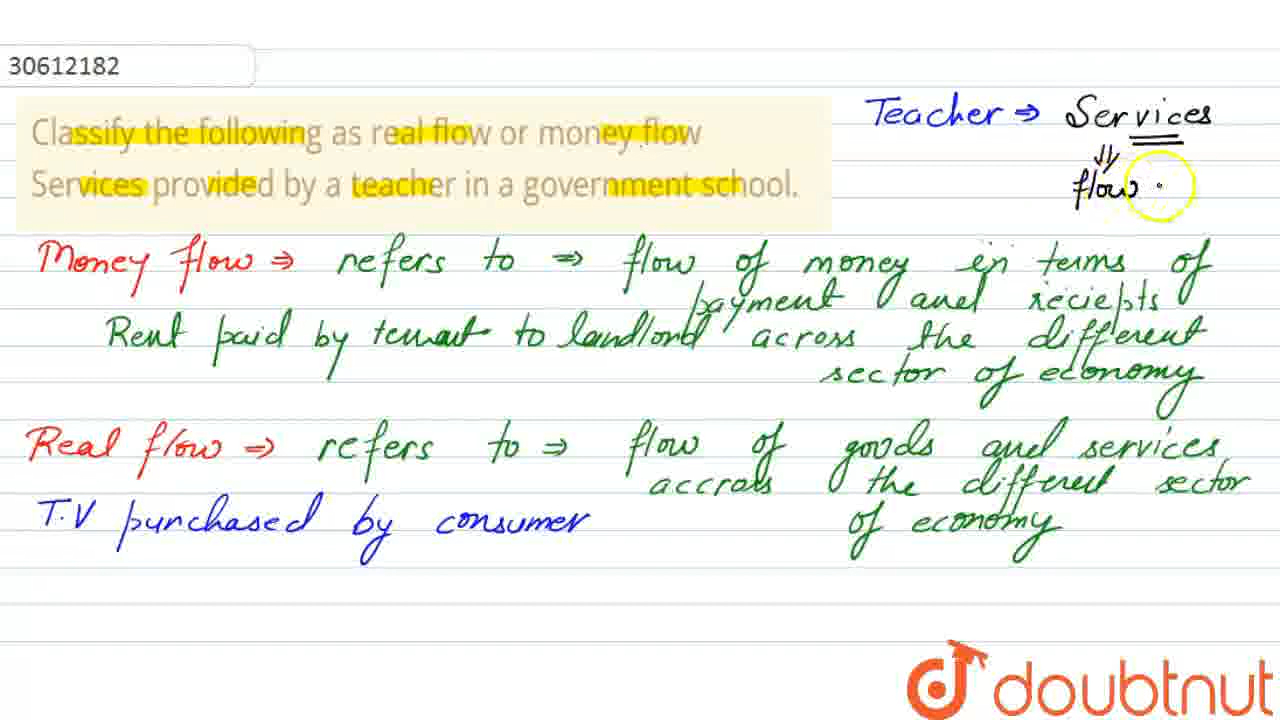 30612182
Classify the following as real flow or money flow
Services provided by a teacher in a government school.
Teacher ⇒ Services
⇓
flow
Money flow ⇒ refers to ⇒ flow of money in terms of
payment and reciepts
Rent paid by tenant to landlord across the different
sector of economy
Real flow ⇒ refers to ⇒ flow of goods and services
accross the different sector
T.V purchased by consumer of economy
doubtnut